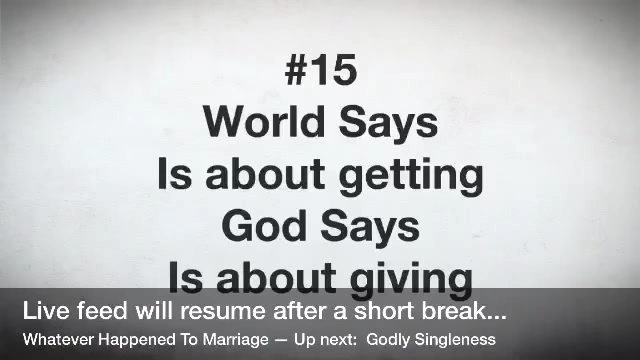 #15
World Says
Is about getting
God Says
Is about giving
Live feed will resume after a short break...
Whatever Happened To Marriage — Up next:  Godly Singleness